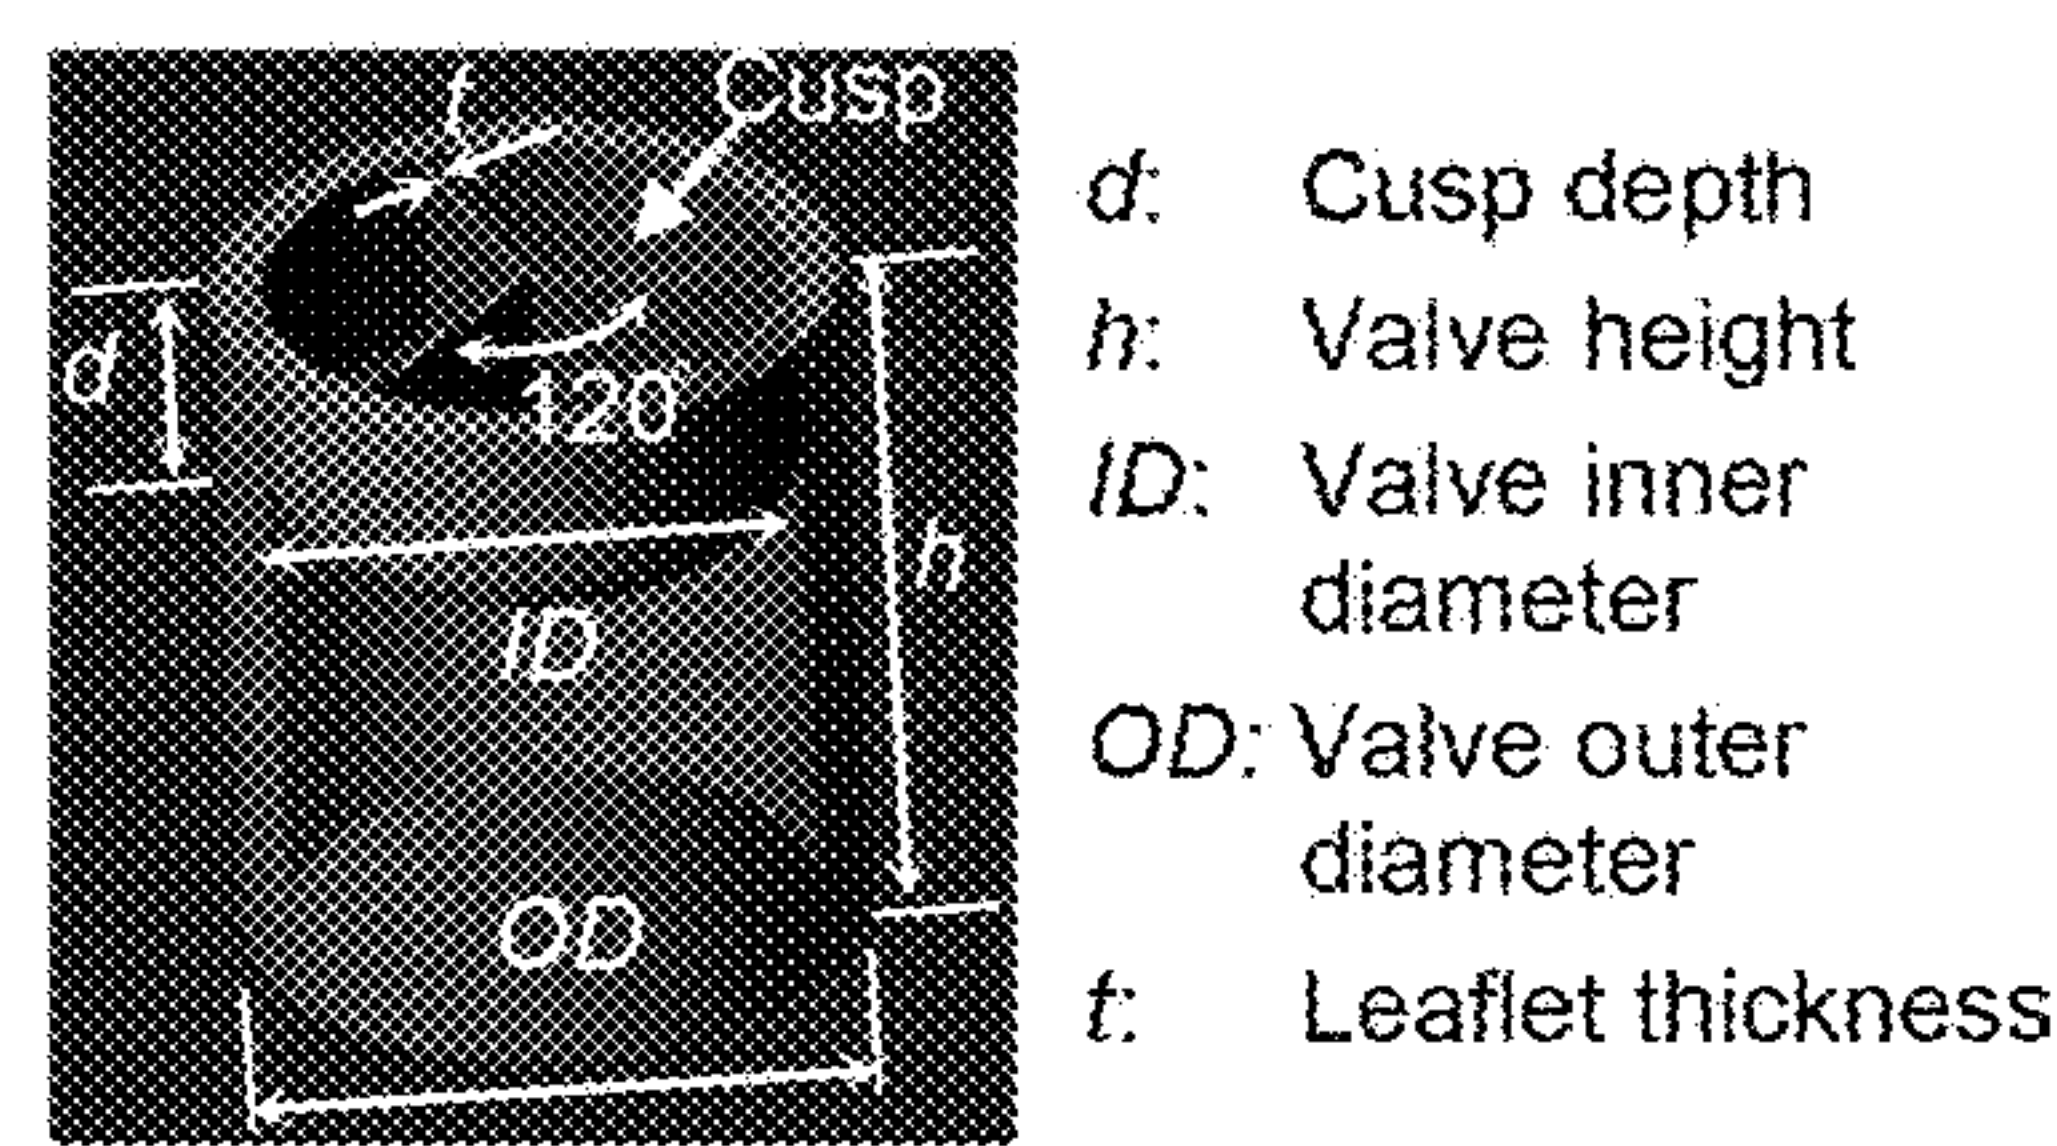 t
Cusp
d
120
h
ID
OD
d: Cusp depth
h: Valve height
ID: Valve inner
diameter
OD: Valve outer
diameter
t: Leaflet thickness